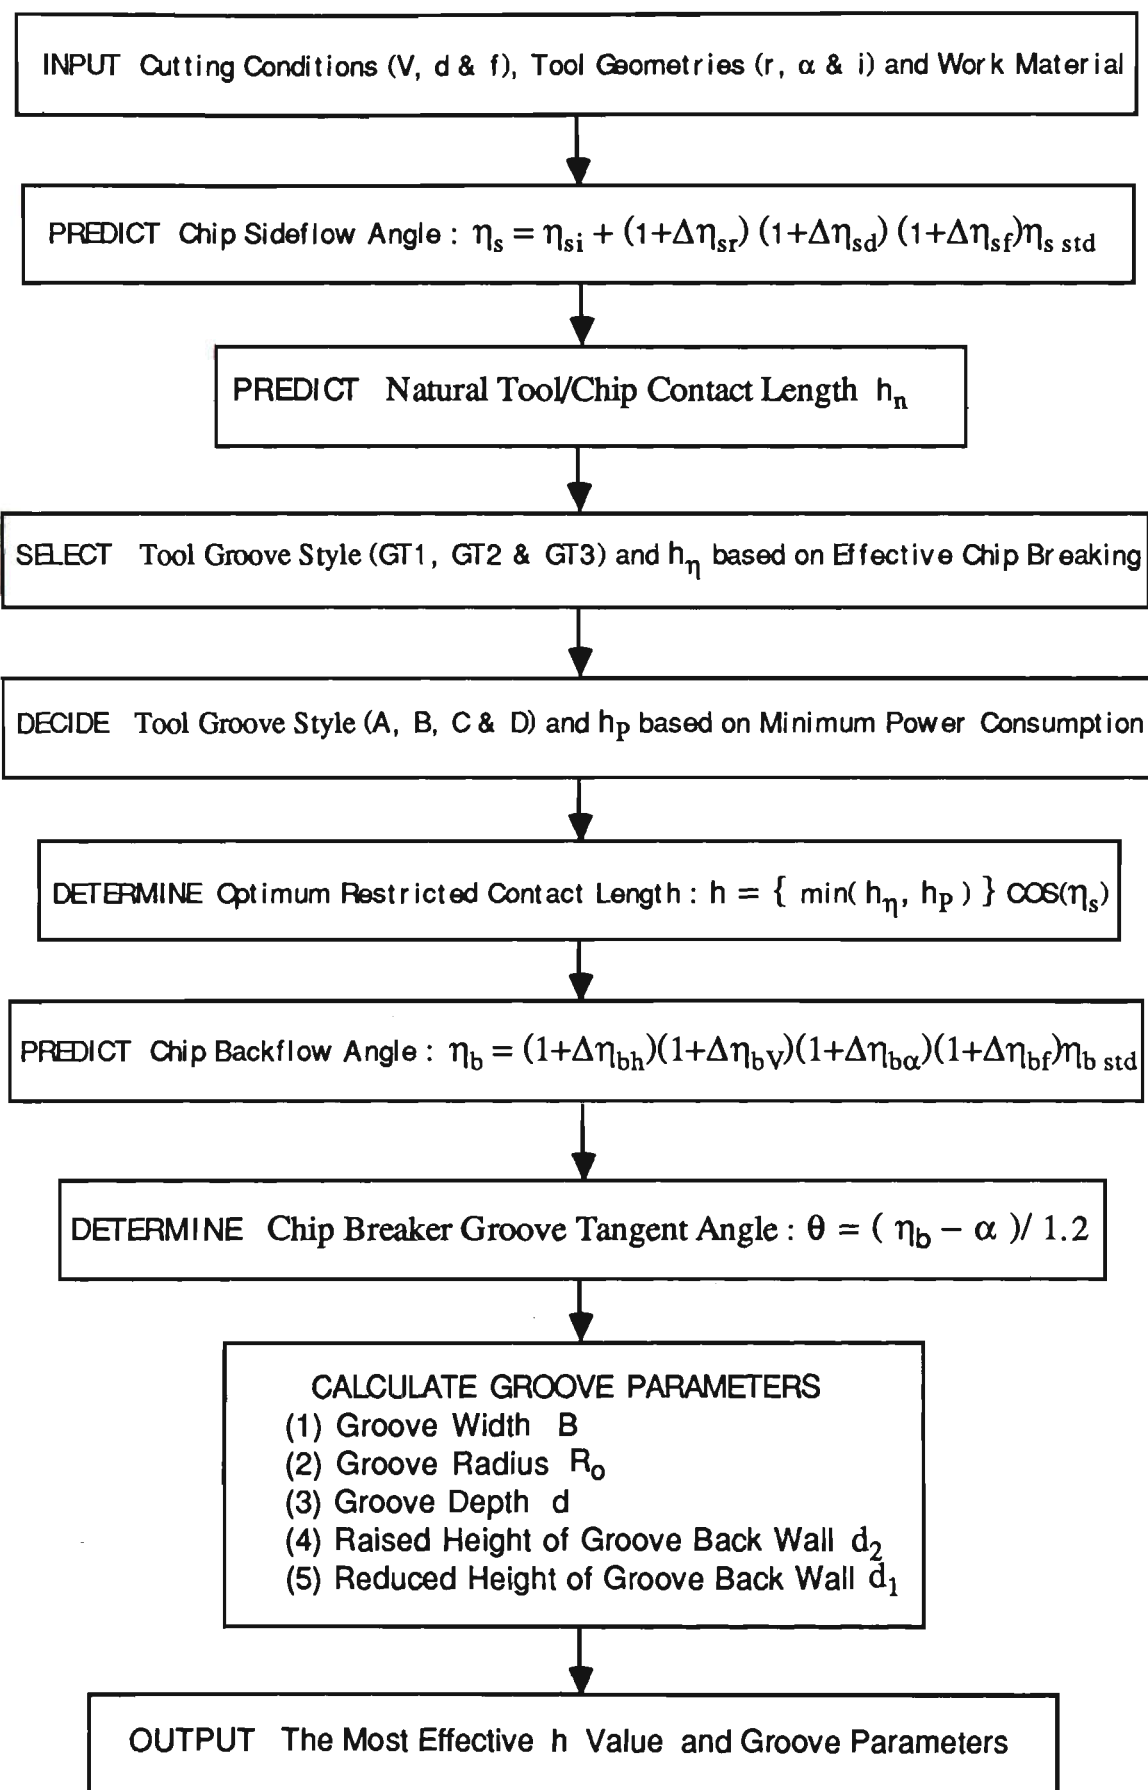 INPUT Cutting Conditions (V, d & f), Tool Geometries (r, α & i) and Work Material
PREDICT Chip Sideflow Angle : ηs = ηsi + (1+Δηsr) (1+Δηsd) (1+Δηsf)ηs std
PREDICT Natural Tool/Chip Contact Length hn
SELECT Tool Groove Style (GT1, GT2 & GT3) and hη based on Effective Chip Breaking
DECIDE Tool Groove Style (A, B, C & D) and hP based on Minimum Power Consumption
DETERMINE Optimum Restricted Contact Length : h = { min( hη, hP ) } COS(ηs)
PREDICT Chip Backflow Angle : ηb = (1+Δηbh)(1+ΔηbV)(1+Δηbα)(1+Δηbf)ηb std
DETERMINE Chip Breaker Groove Tangent Angle : θ = ( ηb – α )/ 1.2
CALCULATE GROOVE PARAMETERS
(1) Groove Width B
(2) Groove Radius Ro
(3) Groove Depth d
(4) Raised Height of Groove Back Wall d2
(5) Reduced Height of Groove Back Wall d1
OUTPUT The Most Effective h Value and Groove Parameters